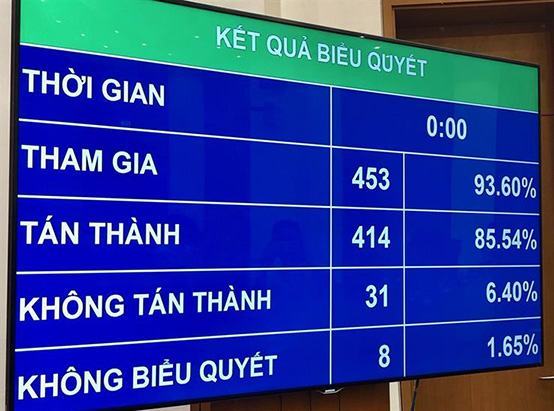 KẾT QUẢ BIỂU QUYẾT
THỜI GIAN 0:00
THAM GIA 453 93.60%
TÁN THÀNH 414 85.54%
KHÔNG TÁN THÀNH 31 6.40%
KHÔNG BIỂU QUYẾT 8 1.65%